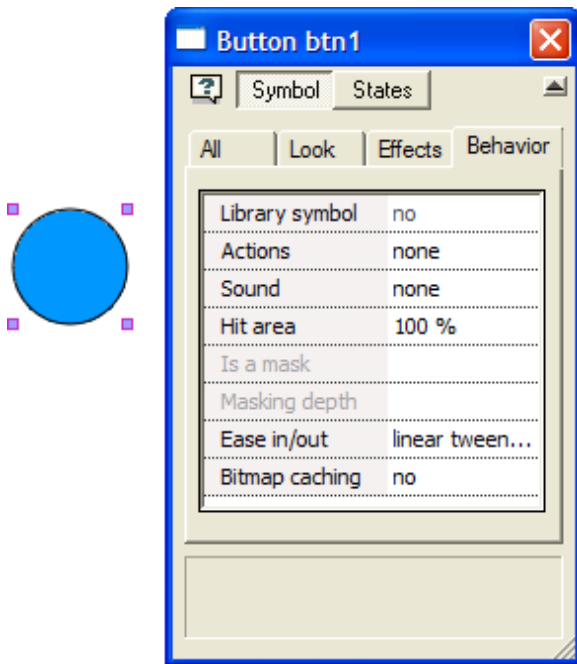 Button btn1
Symbol States
All Look Effects Behavior
Library symbol no
Actions none
Sound none
Hit area 100 %
Is a mask
Masking depth
Ease in/out linear tween...
Bitmap caching no